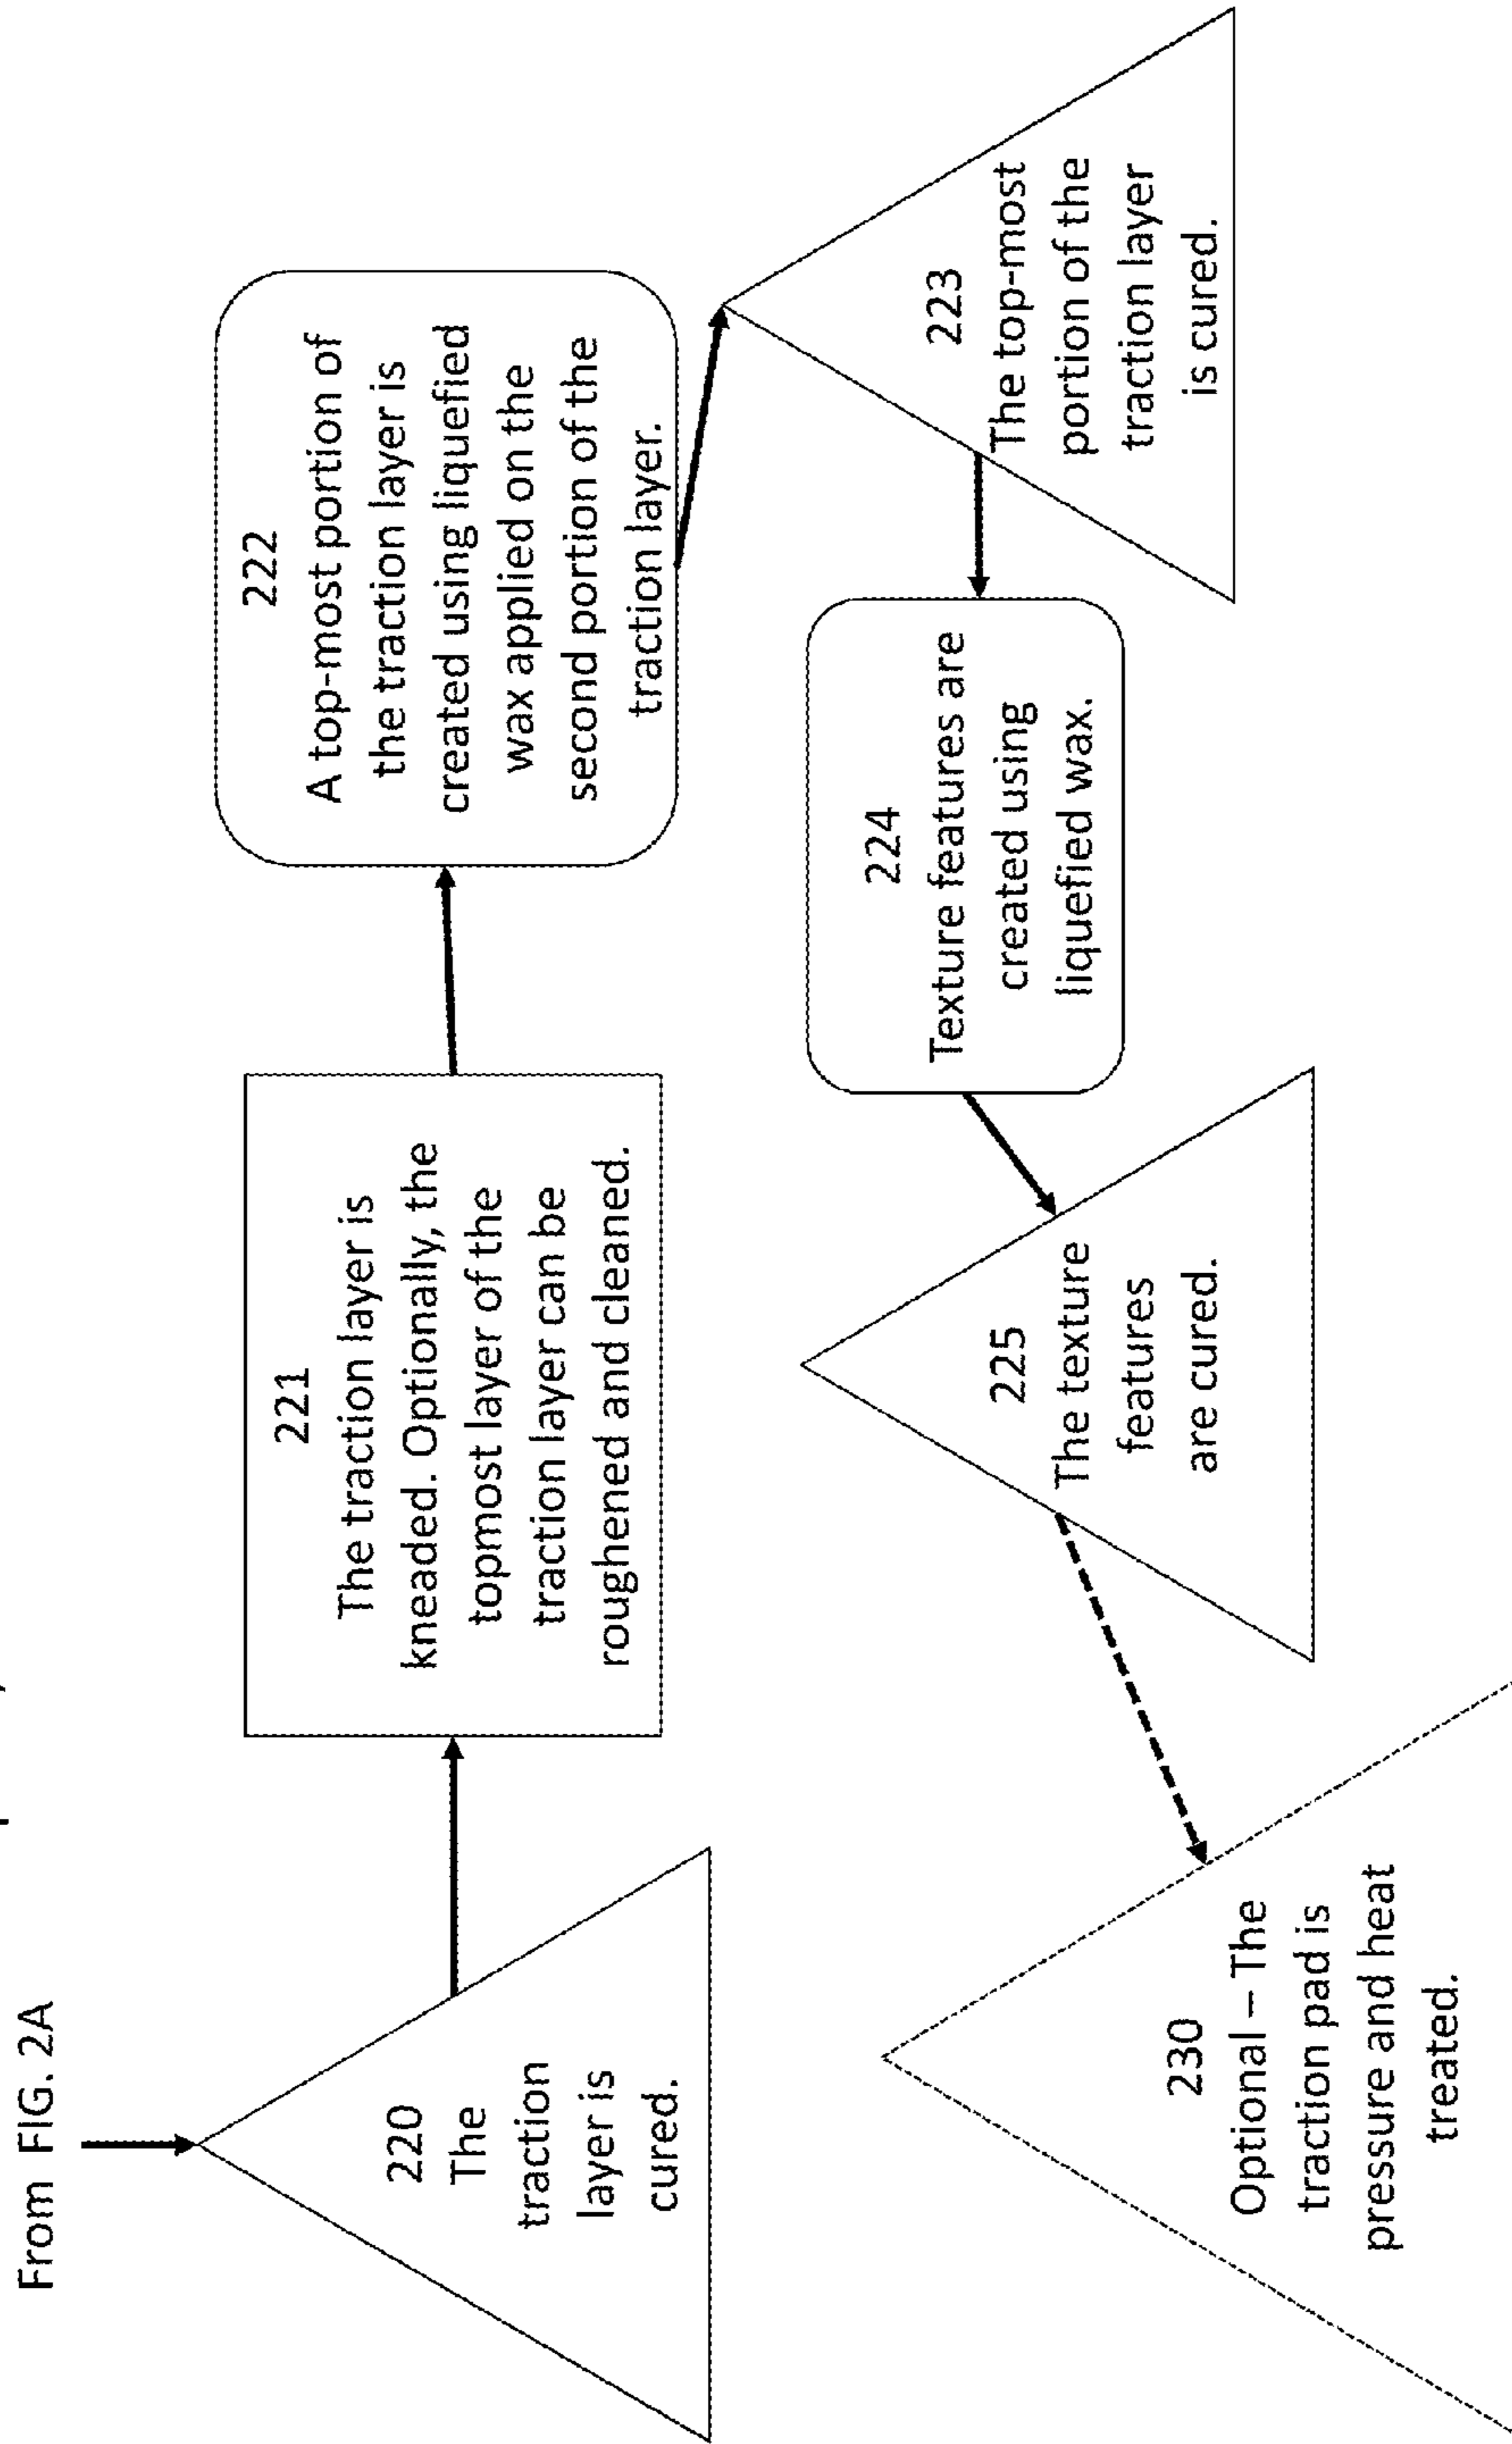 From FIG. 2A
220
The
traction
layer is
cured.
221
The traction layer is
kneaded. Optionally, the
topmost layer of the
traction layer can be
roughened and cleaned.
222
A top-most portion of
the traction layer is
created using liquefied
wax applied on the
second portion of the
traction layer.
223
The top-most
portion of the
traction layer
is cured.
224
Texture features are
created using
liquefied wax.
225
The texture
features
are cured.
230
Optional – The
traction pad is
pressure and heat
treated.